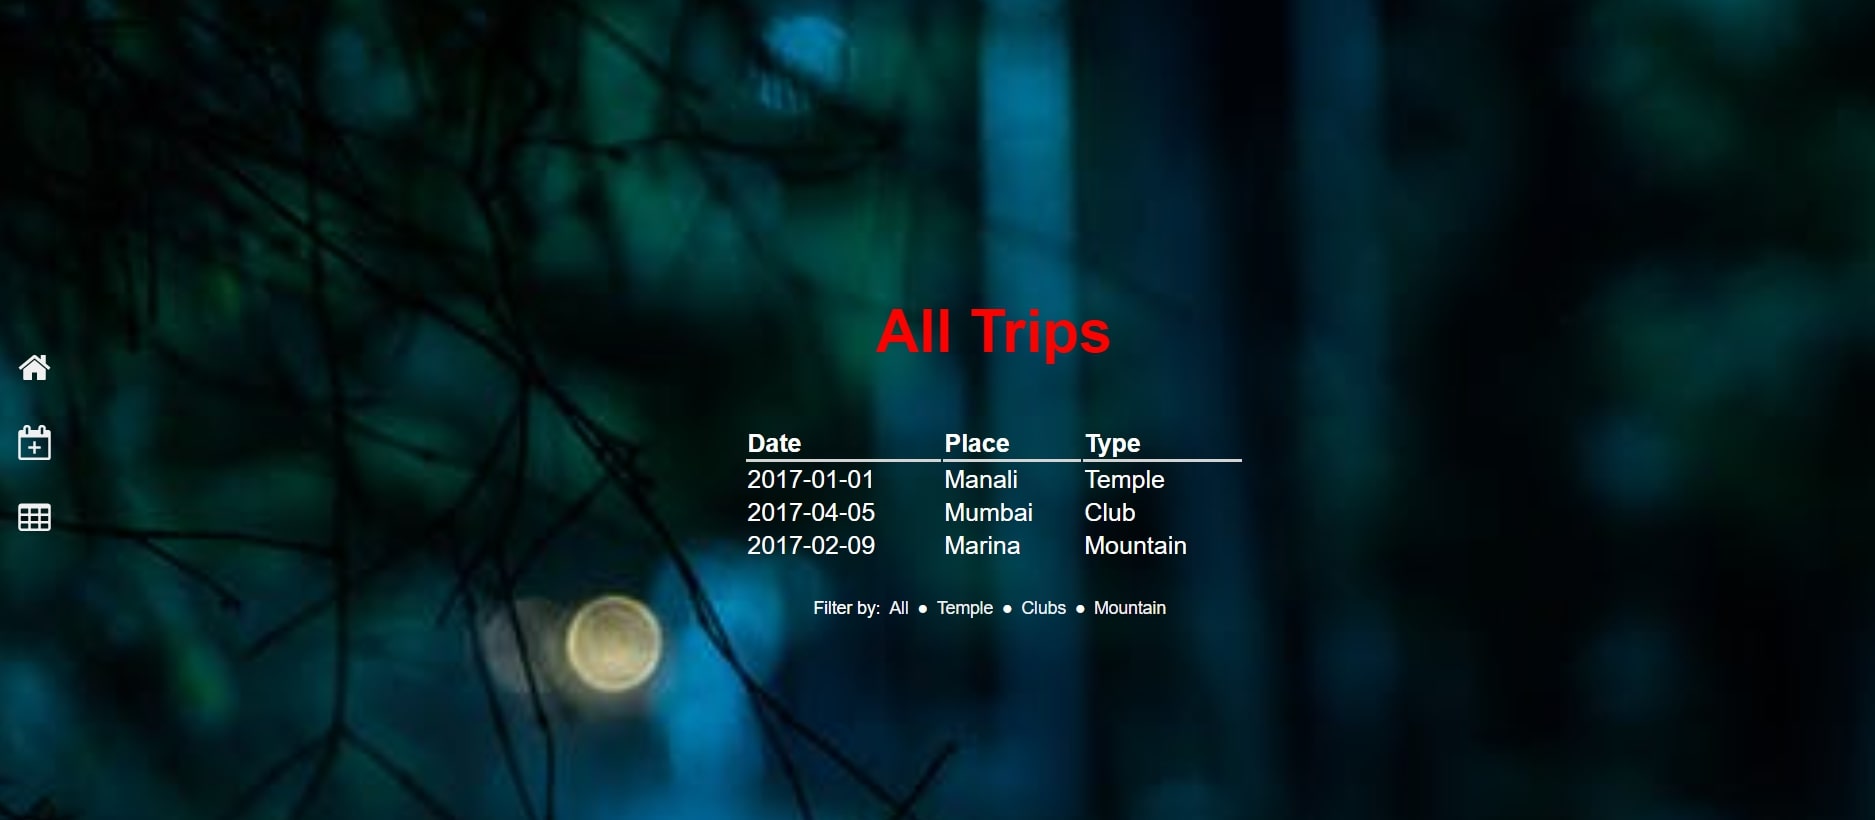 All Trips
Date Place Type
2017-01-01 Manali Temple
2017-04-05 Mumbai Club
2017-02-09 Marina Mountain
Filter by: All ● Temple ● Clubs ● Mountain